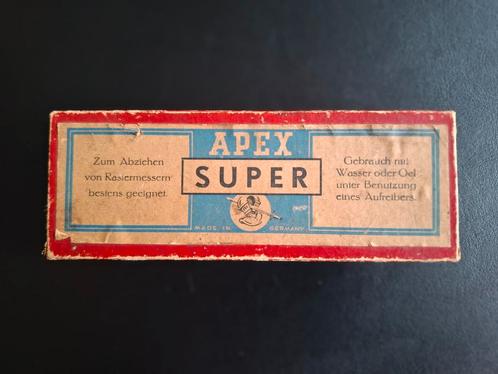 APEX
SUPER
Zum Abziehen
von Rasiermessern
bestens geeignet.
Gebrauch mit
Wasser oder Oel
unter Benutzung
eines Aufreibers.
MADE IN GERMANY